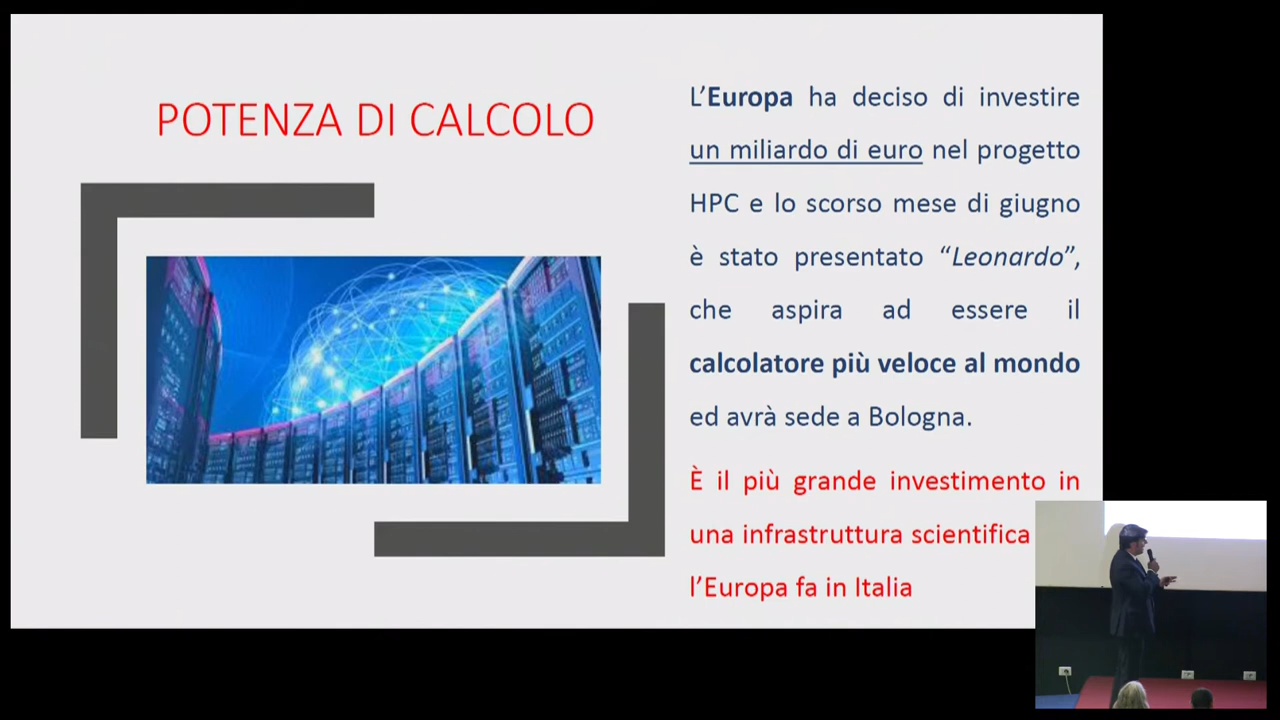 POTENZA DI CALCOLO
L’Europa ha deciso di investire
un miliardo di euro nel progetto
HPC e lo scorso mese di giugno
è stato presentato “Leonardo”,
che aspira ad essere il
calcolatore più veloce al mondo
ed avrà sede a Bologna.
È il più grande investimento in
una infrastruttura scientifica
l’Europa fa in Italia